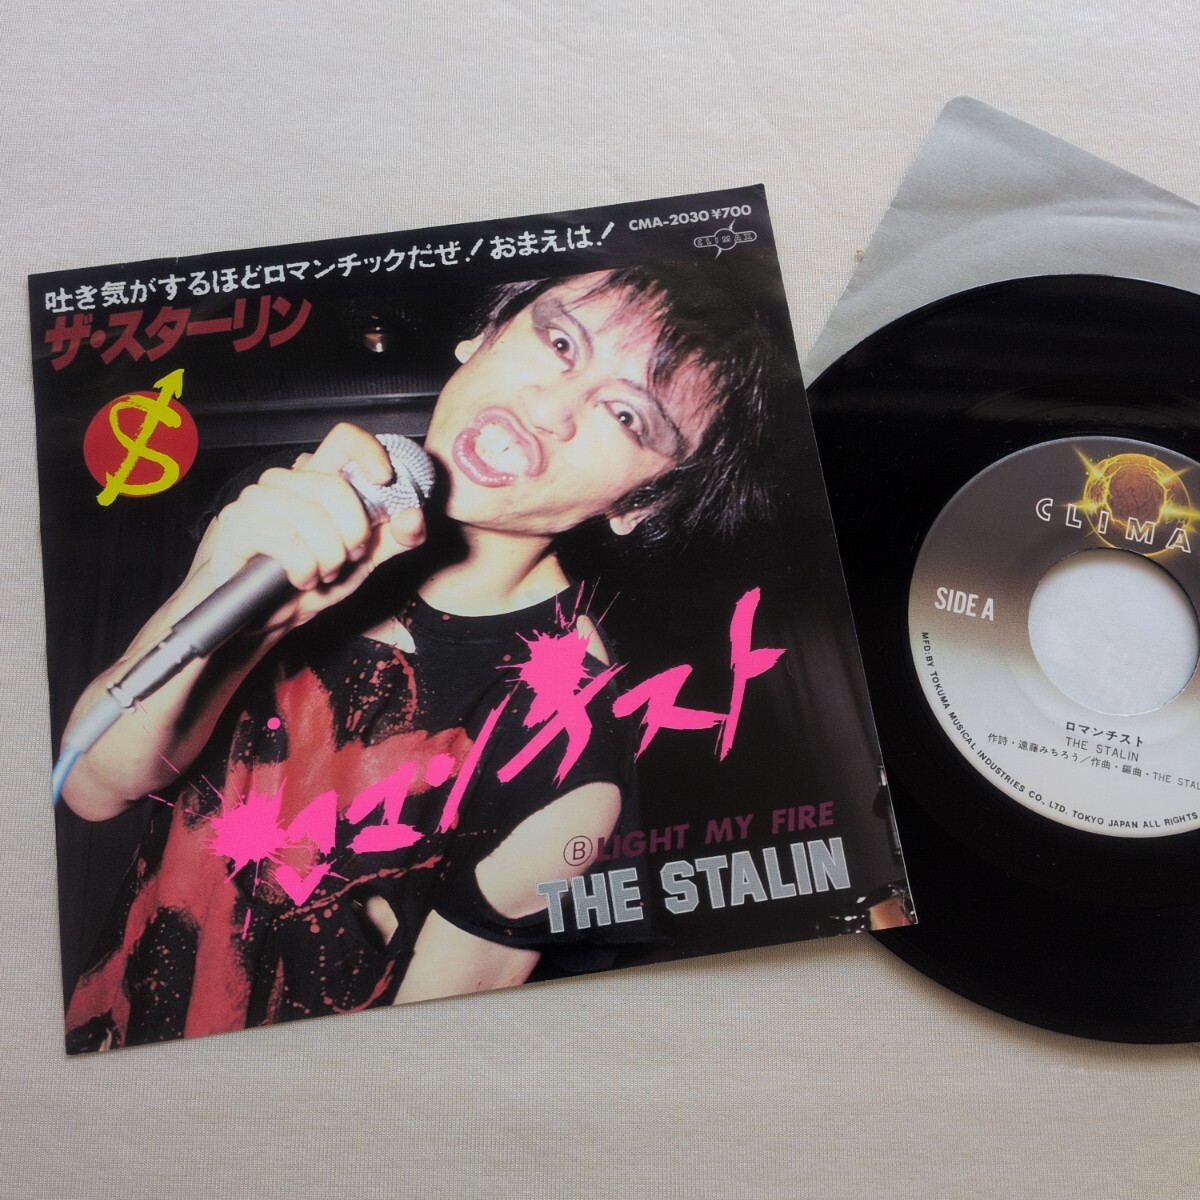 CMA-2030 ¥700
CLIMAX
吐き気がするほどロマンチックだぜ!おまえは!
ザ・スターリン
ロマンチスト
Ⓑ LIGHT MY FIRE
THE STALIN
CLIMA
SIDE A
ロマンチスト
THE STALIN
作詩・遠藤みちろう/作曲・編曲・THE STAL
MFD: BY TOKUMA MUSICAL INDUSTRIES CO., LTD. TOKYO JAPAN ALL RIGHTS